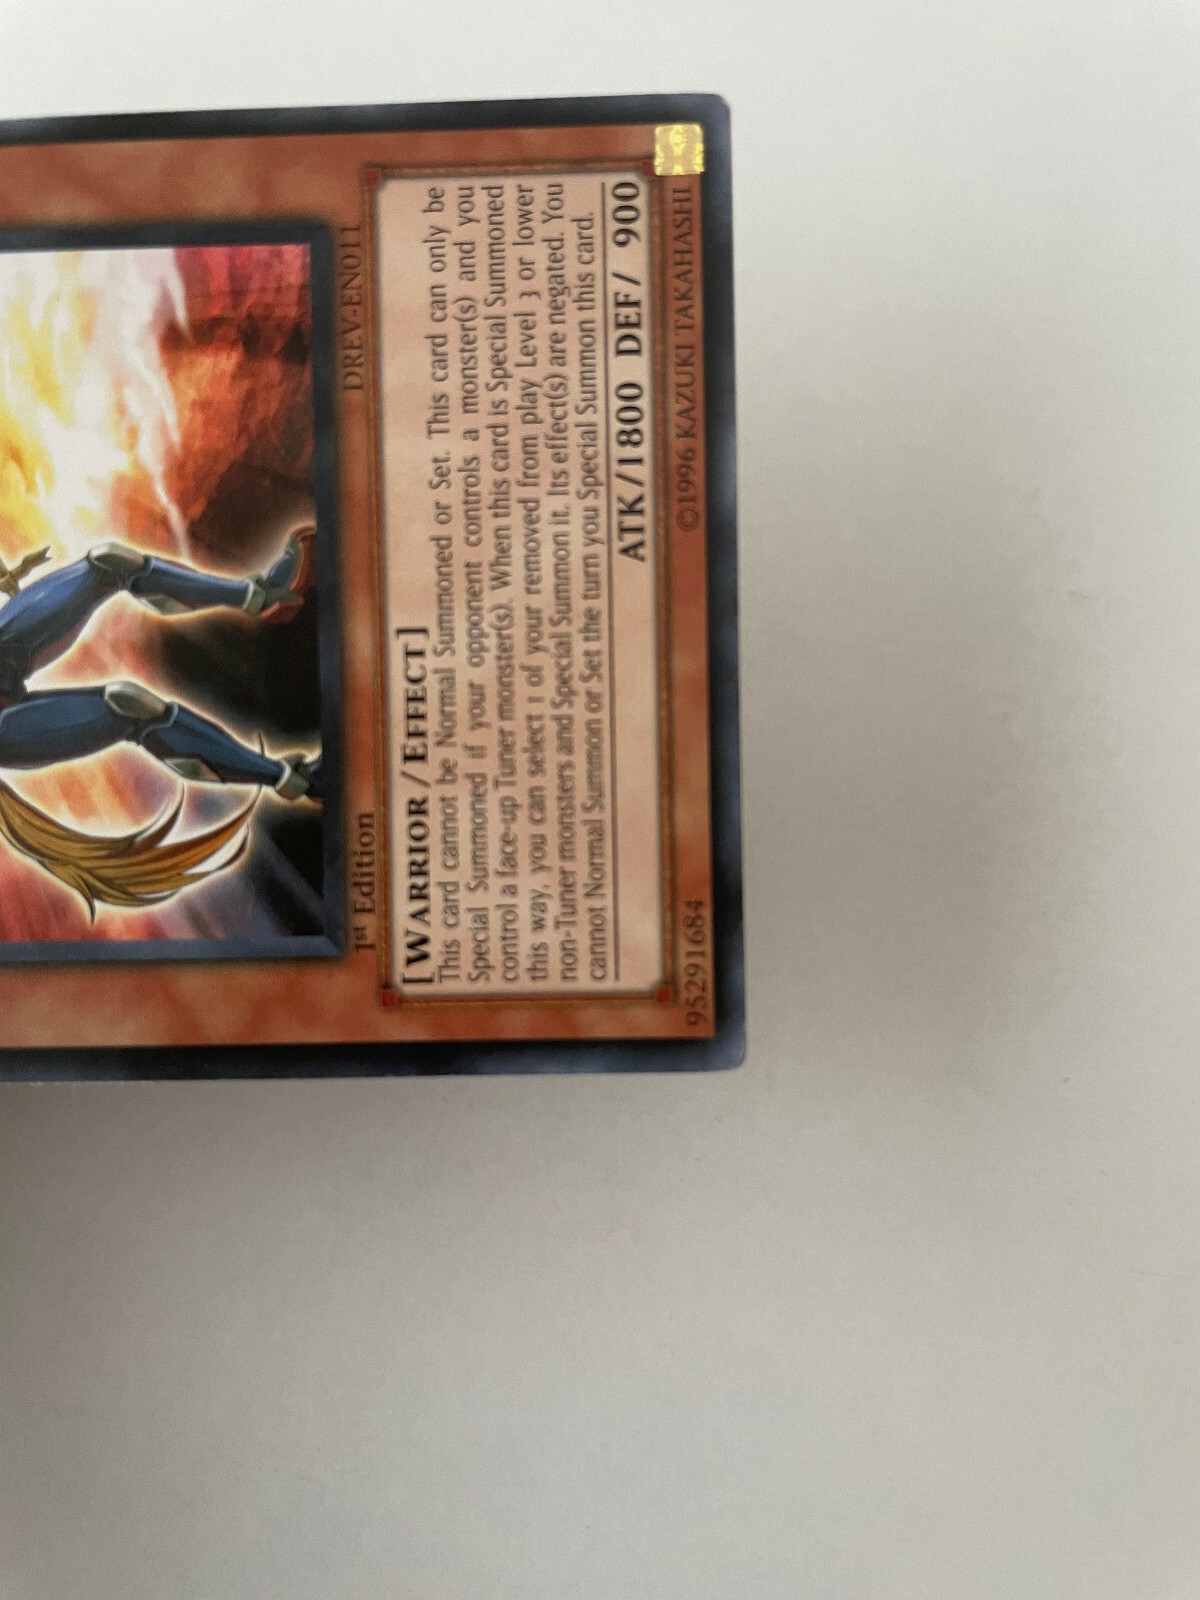 1st Edition DREV-EN011
[WARRIOR/EFFECT]
This card cannot be Normal Summoned or Set. This card can only be
Special Summoned if your opponent controls a monster(s) and you
control a face-up Tuner monster(s). When this card is Special Summoned
this way, you can select 1 of your removed from play Level 3 or lower
non-Tuner monsters and Special Summon it. Its effect(s) are negated. You
cannot Normal Summon or Set the turn you Special Summon this card.
ATK/1800 DEF/ 900
95291684 ©1996 KAZUKI TAKAHASHI